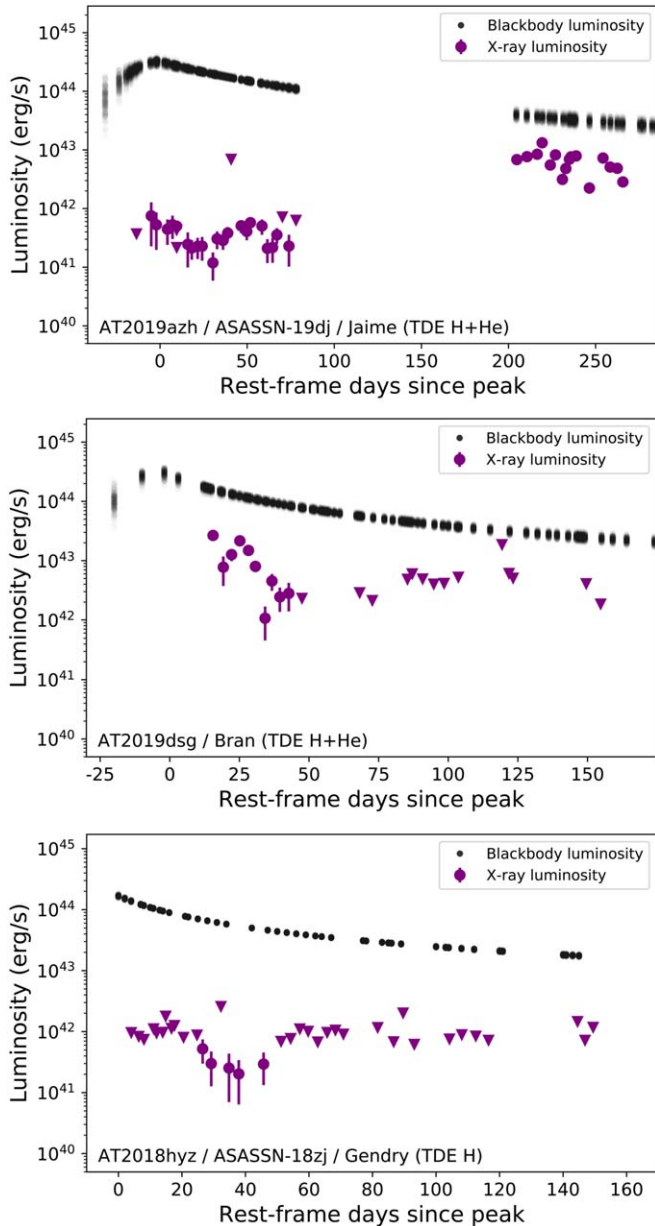 10^45
10^44
10^43
10^42
10^41
10^40
Luminosity (erg/s)
Blackbody luminosity
X-ray luminosity
AT2019azh / ASASSN-19dj / Jaime (TDE H+He)
0 50 100 150 200 250
Rest-frame days since peak
10^45
10^44
10^43
10^42
10^41
10^40
Luminosity (erg/s)
Blackbody luminosity
X-ray luminosity
AT2019dsg / Bran (TDE H+He)
-25 0 25 50 75 100 125 150
Rest-frame days since peak
10^45
10^44
10^43
10^42
10^41
10^40
Luminosity (erg/s)
Blackbody luminosity
X-ray luminosity
AT2018hyz / ASASSN-18zj / Gendry (TDE H)
0 20 40 60 80 100 120 140 160
Rest-frame days since peak